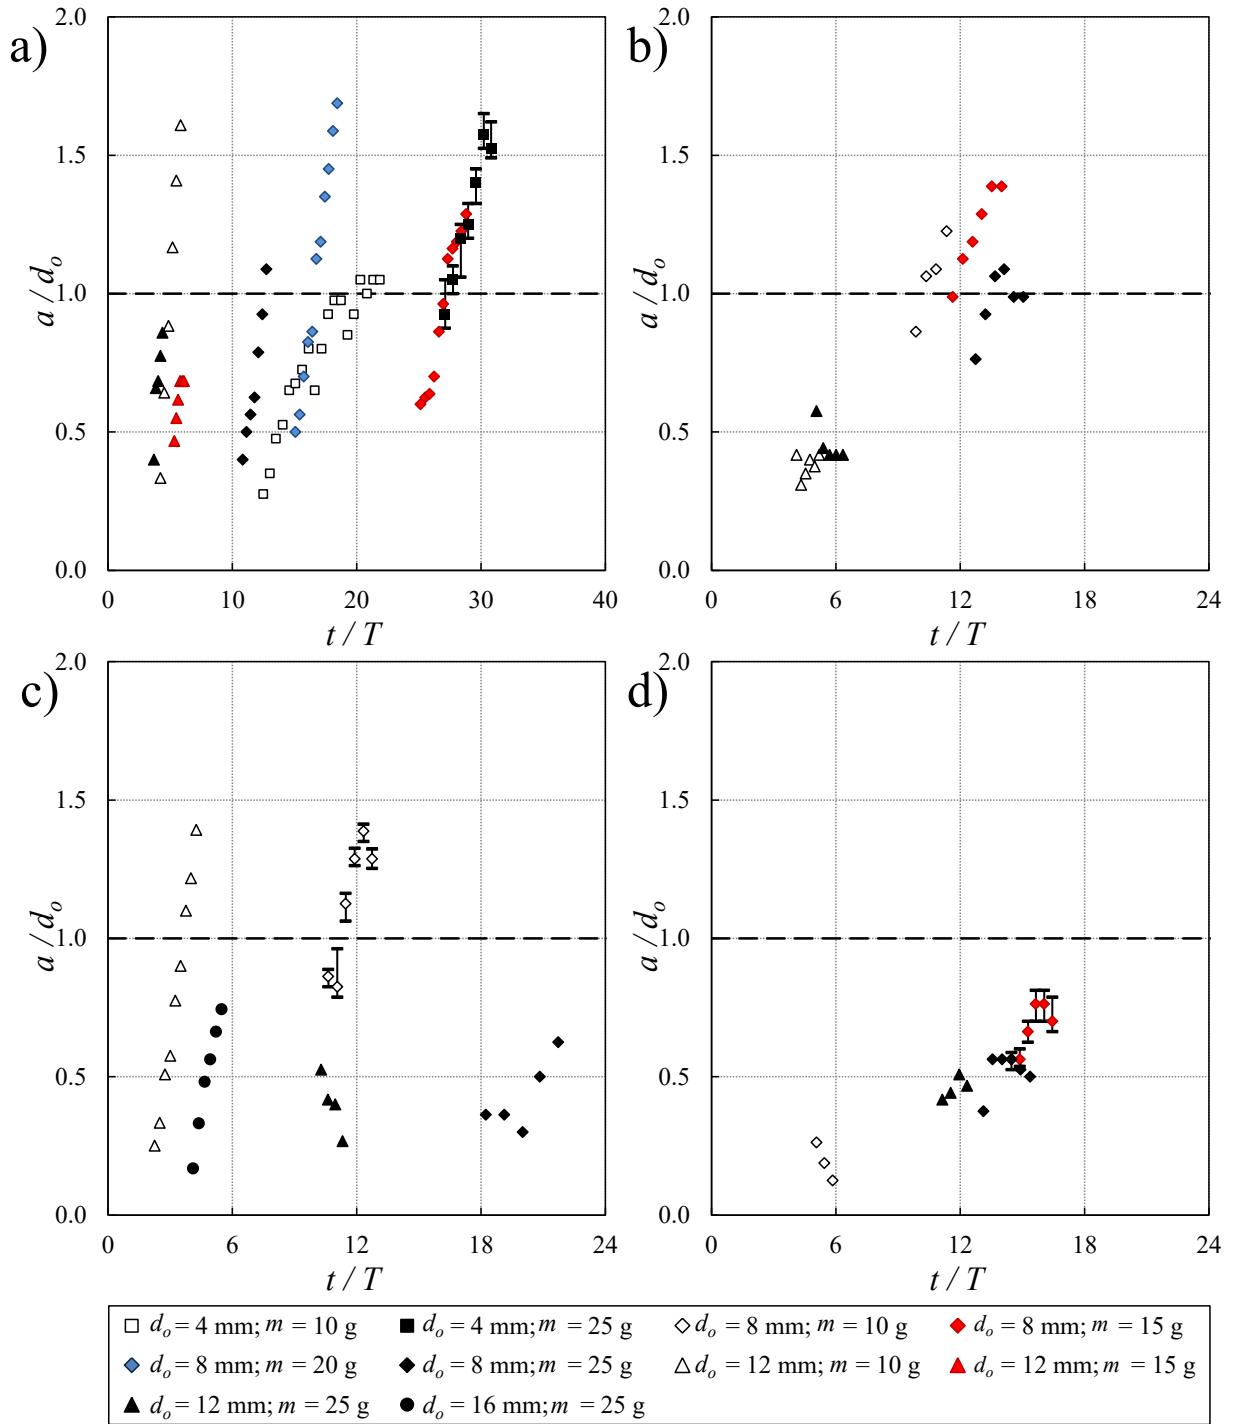 a)
2.0
1.5
1.0
0.5
0.0
a / d_o
0 10 20 30 40
t / T
b)
2.0
1.5
1.0
0.5
0.0
a / d_o
0 6 12 18 24
t / T
c)
2.0
1.5
1.0
0.5
0.0
a / d_o
0 6 12 18 24
t / T
d)
2.0
1.5
1.0
0.5
0.0
a / d_o
0 6 12 18 24
t / T
d_o = 4 mm; m = 10 g d_o = 4 mm; m = 25 g d_o = 8 mm; m = 10 g d_o = 8 mm; m = 15 g
d_o = 8 mm; m = 20 g d_o = 8 mm; m = 25 g d_o = 12 mm; m = 10 g d_o = 12 mm; m = 15 g
d_o = 12 mm; m = 25 g d_o = 16 mm; m = 25 g